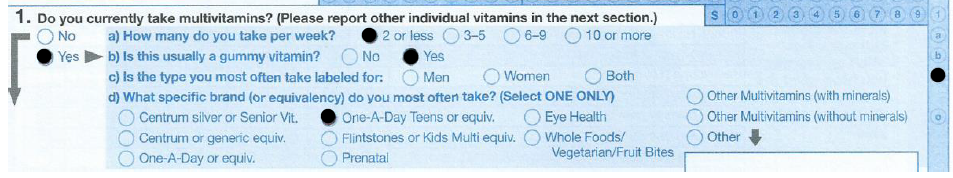 1. Do you currently take multivitamins? (Please report other individual vitamins in the next section.) S 0 1 2 3 4 5 6 7 8 9 1
No a) How many do you take per week? 2 or less 3–5 6–9 10 or more a
Yes b) Is this usually a gummy vitamin? No Yes b
c) Is the type you most often take labeled for: Men Women Both
d) What specific brand (or equivalency) do you most often take? (Select ONE ONLY) Other Multivitamins (with minerals)
Centrum silver or Senior Vit. One-A-Day Teens or equiv. Eye Health Other Multivitamins (without minerals)
Centrum or generic equiv. Flintstones or Kids Multi equiv. Whole Foods/ Other
Vegetarian/Fruit Bites
One-A-Day or equiv. Prenatal